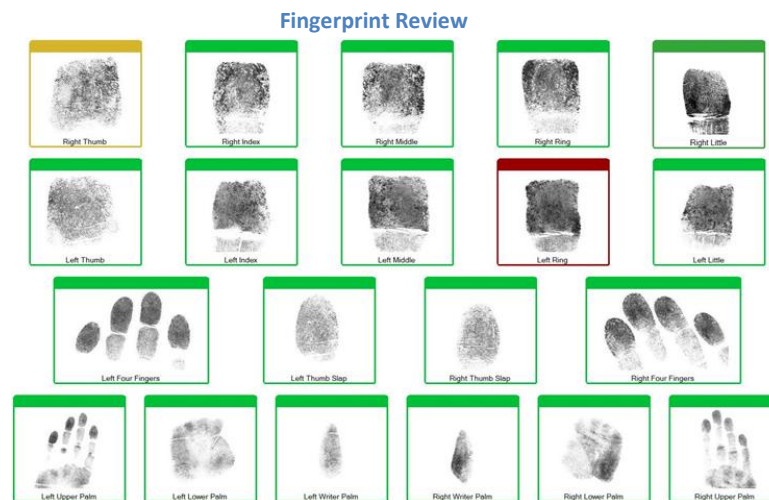 Fingerprint Review
Right Thumb
Right Index
Right Middle
Right Ring
Right Little
Left Thumb
Left Index
Left Middle
Left Ring
Left Little
Left Four Fingers
Left Thumb Slap
Right Thumb Slap
Right Four Fingers
Left Upper Palm
Left Lower Palm
Left Writer Palm
Right Writer Palm
Right Lower Palm
Right Upper Palm